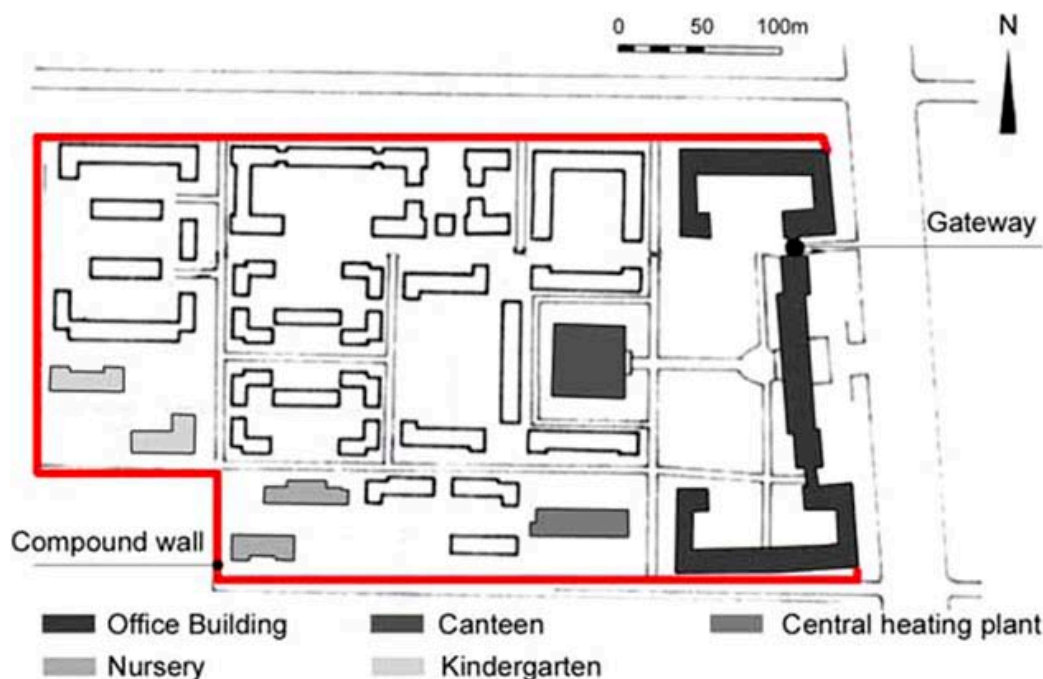 0 50 100m
N
Gateway
Compound wall
Office Building Canteen Central heating plant
Nursery Kindergarten